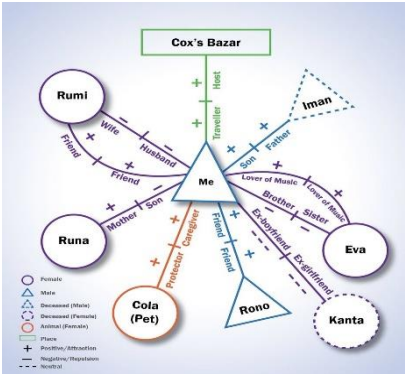 Cox's Bazar
Host
Traveller
Rumi
Wife
Husband
Friend
Friend
Iman
Father
Son
Me
Lover of Music
Lover of Music
Brother
Sister
Eva
Runa
Mother
Son
Caregiver
Protector
Cola
(Pet)
Friend
Friend
Rono
Ex-boyfriend
Ex-girlfriend
Kanta
Female
Male
Deceased (Male)
Deceased (Female)
Animal (Female)
Place
Positive/Attraction
Negative/Repulsion
Neutral